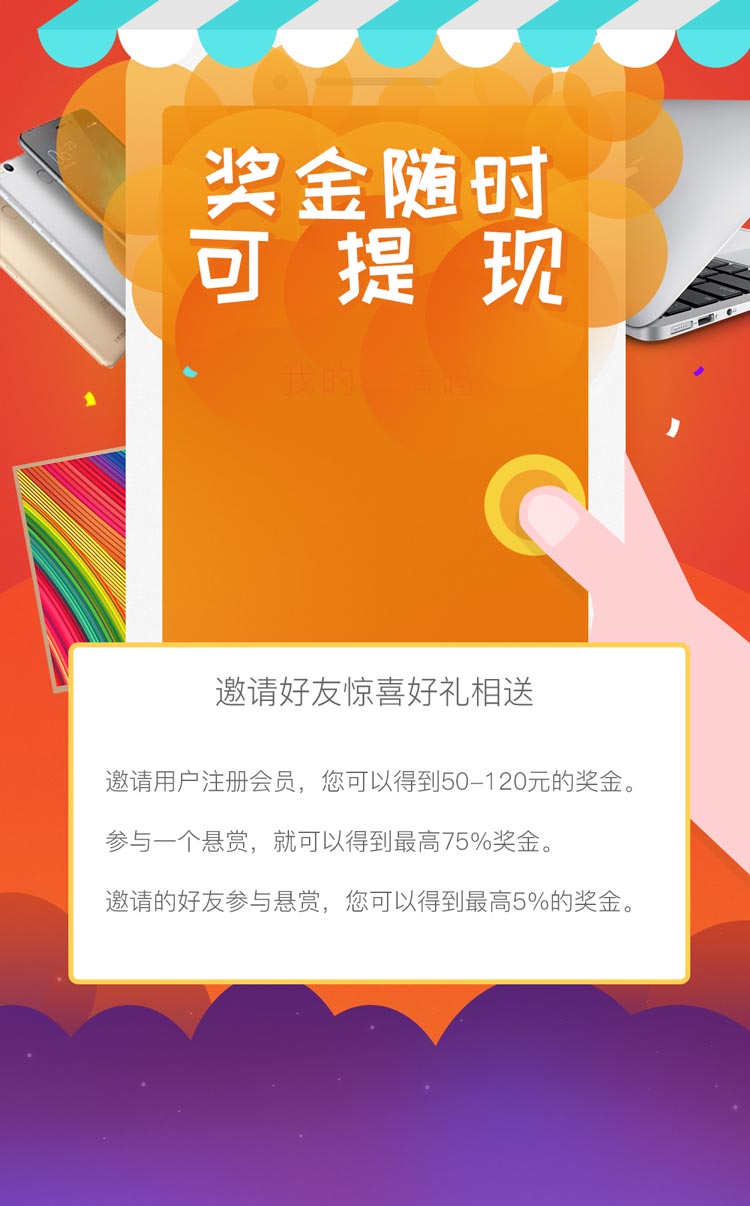 奖金随时
可提现
邀请好友惊喜好礼相送
邀请用户注册会员，您可以得到50-120元的奖金。
参与一个悬赏，就可以得到最高75%奖金。
邀请的好友参与悬赏，您可以得到最高5%的奖金。